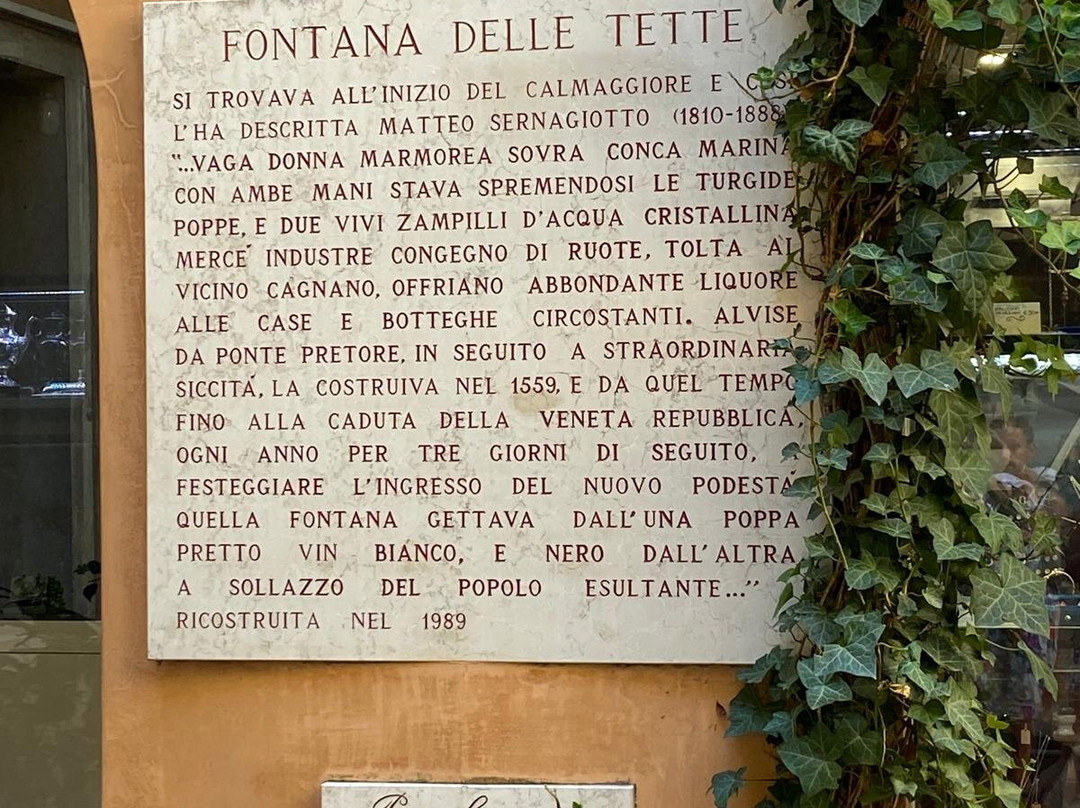 FONTANA DELLE TETTE
SI TROVAVA ALL'INIZIO DEL CALMAGGIORE E COSÌ
L'HA DESCRITTA MATTEO SERNAGIOTTO (1810-1888)
"...VAGA DONNA MARMOREA SOVRA CONCA MARINA
CON AMBE MANI STAVA SPREMENDOSI LE TURGIDE
POPPE, E DUE VIVI ZAMPILLI D'ACQUA CRISTALLINA
MERCÉ INDUSTRE CONGEGNO DI RUOTE, TOLTA AL
VICINO CAGNANO, OFFRIANO ABBONDANTE LIQUORE
ALLE CASE E BOTTEGHE CIRCOSTANTI. ALVISE
DA PONTE PRETORE, IN SEGUITO A STRAORDINARIA
SICCITÁ, LA COSTRUIVA NEL 1559, E DA QUEL TEMPO
FINO ALLA CADUTA DELLA VENETA REPUBBLICA,
OGNI ANNO PER TRE GIORNI DI SEGUITO,
FESTEGGIARE L'INGRESSO DEL NUOVO PODESTÁ
QUELLA FONTANA GETTAVA DALL'UNA POPPA
PRETTO VIN BIANCO, E NERO DALL'ALTRA
A SOLLAZZO DEL POPOLO ESULTANTE..."
RICOSTRUITA NEL 1989